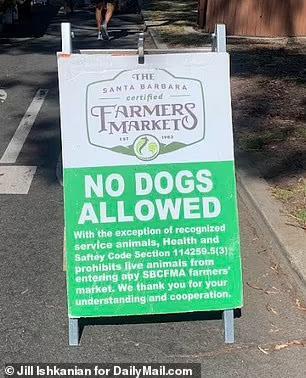 THE
SANTA BARBARA
certified
FARMERS
MARKETS
EST 1983
NO DOGS
ALLOWED
With the exception of recognized
service animals, Health and
Saftey Code Section 114259.5(3)
prohibits live animals from
entering any SBCFMA farmers'
market. We thank you for your
understanding and cooperation.
© Jill Ishkanian for DailyMail.com